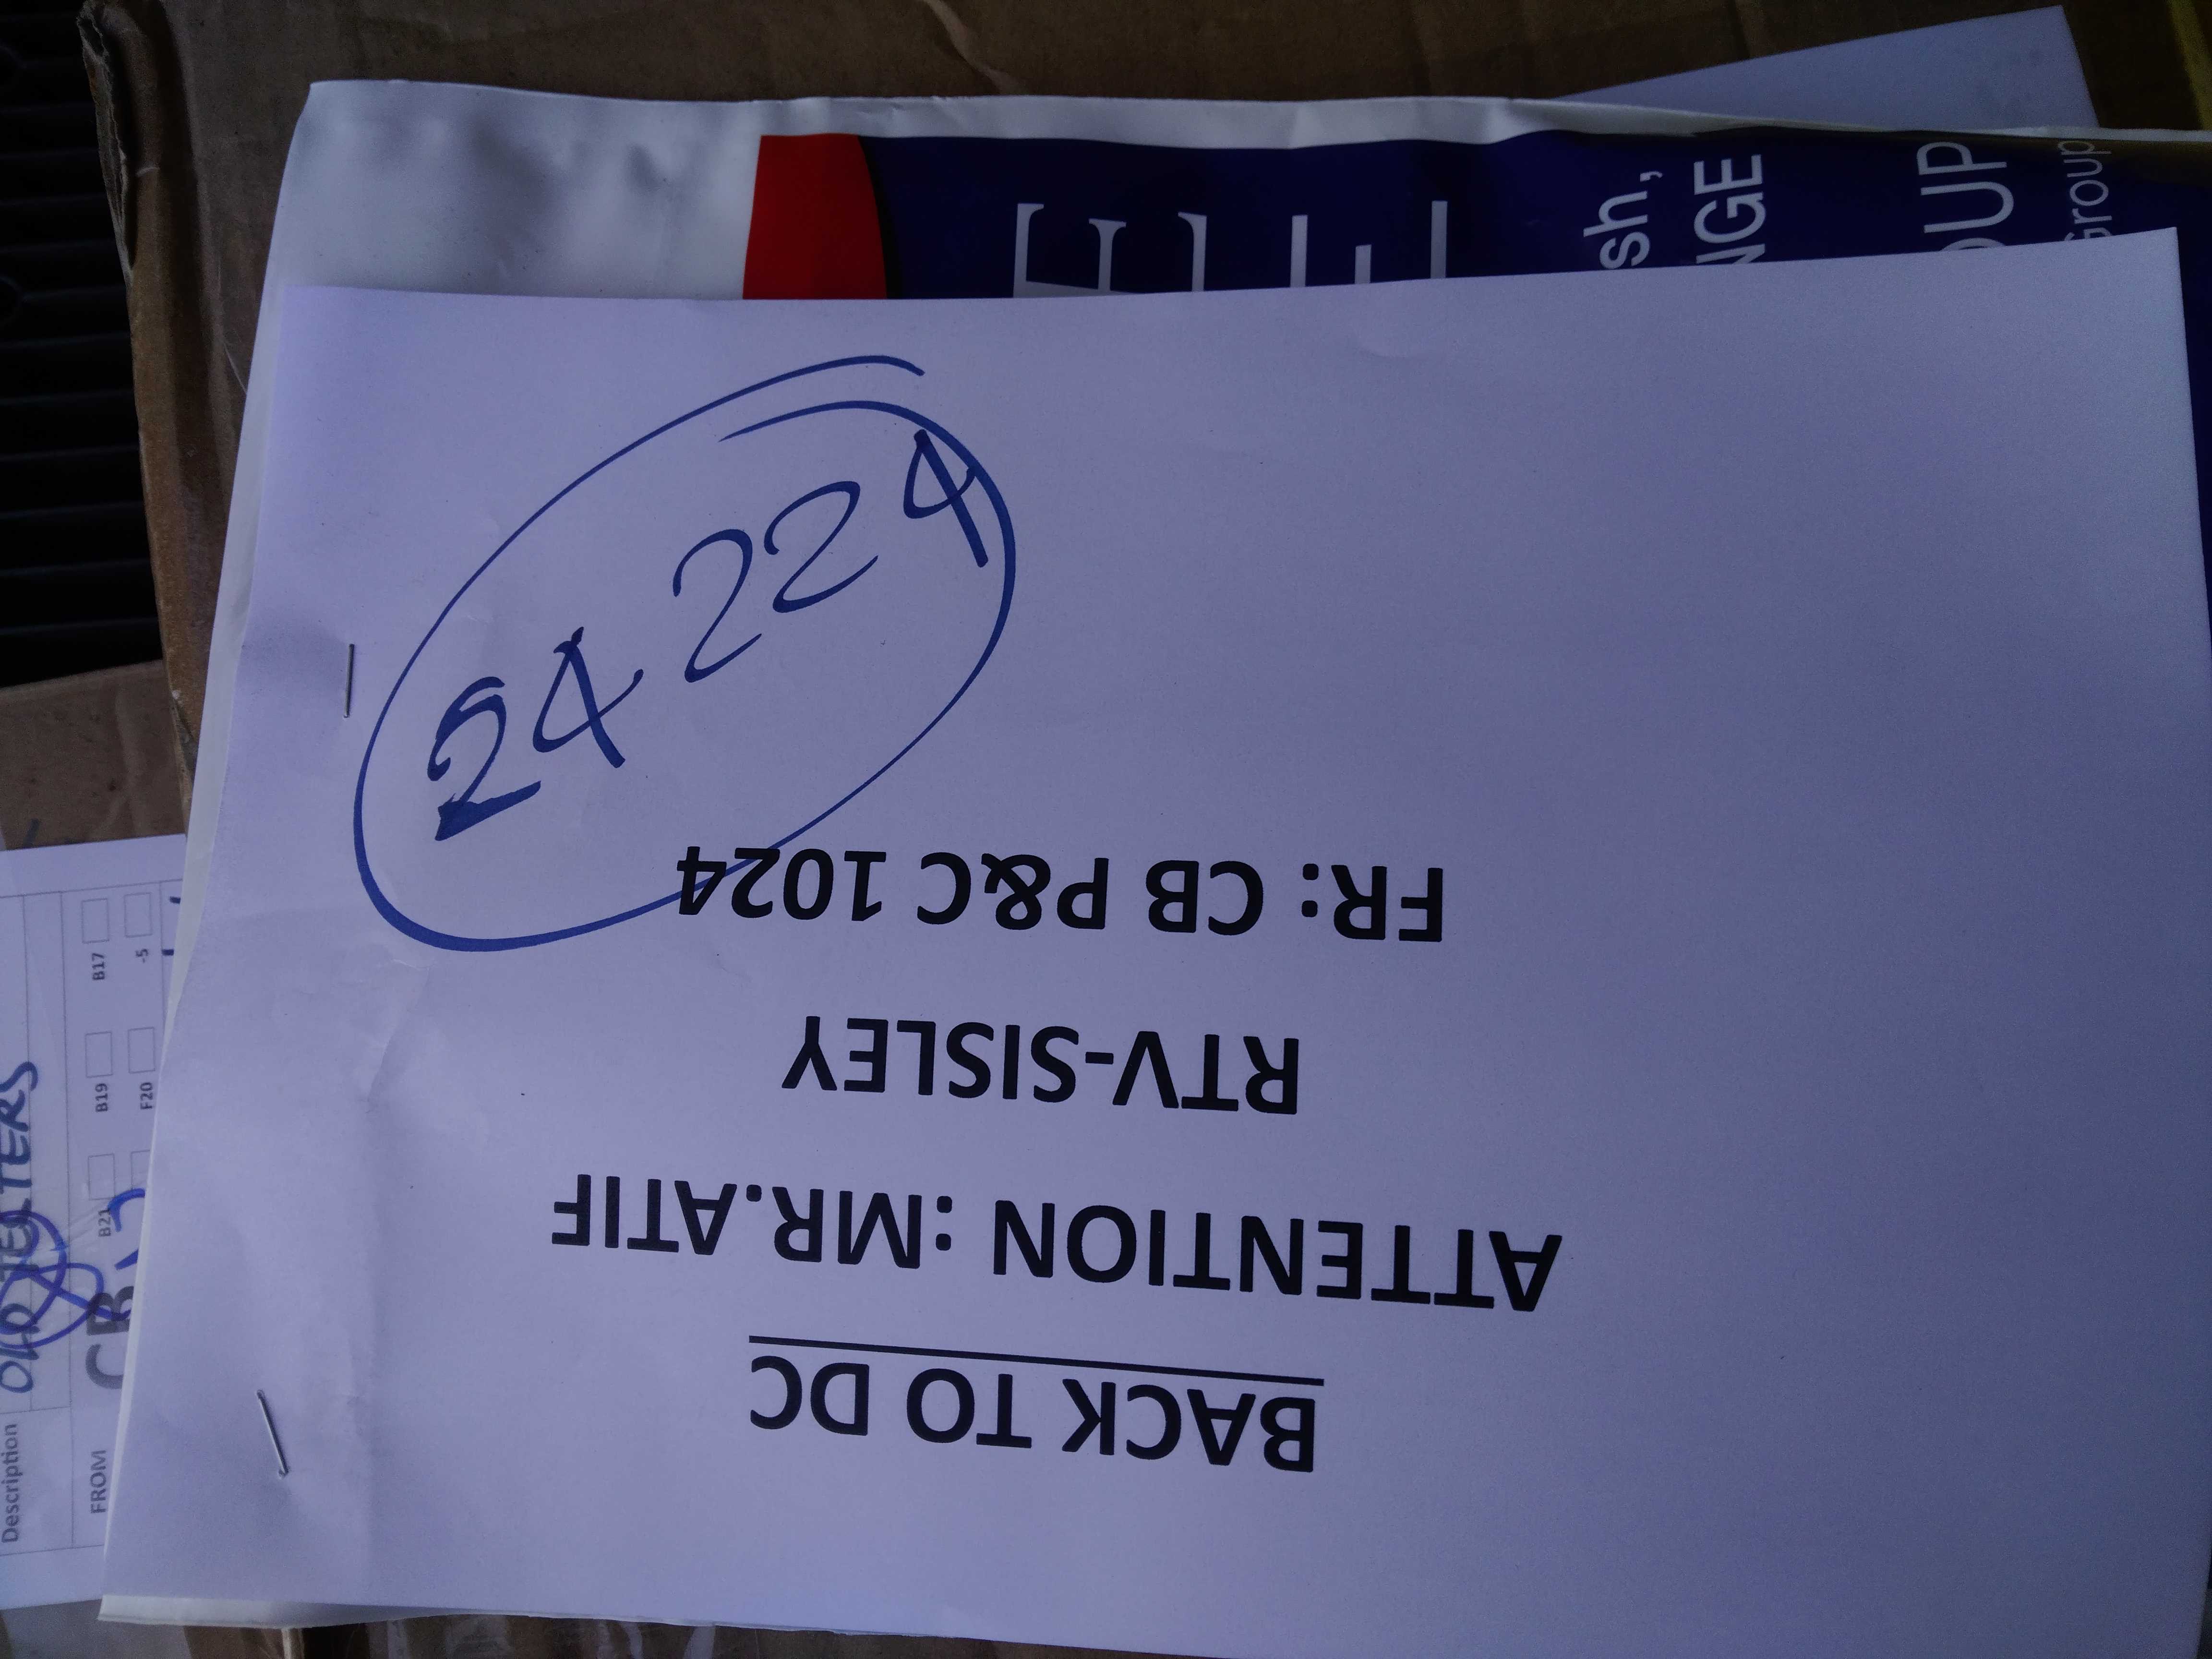 BACK TO DC
ATTENTION :MR.ATIF
RTV-SISLEY
FR: CB P&C 1024
24224
sh,
NGE
OUP
Group
Description
FROM
B21
B19
B17
F20
-5